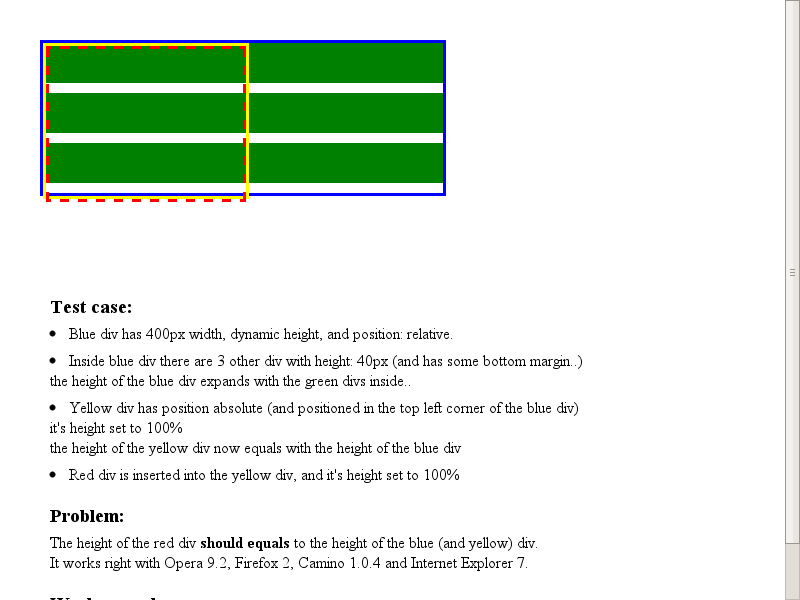 Test case:
Blue div has 400px width, dynamic height, and position: relative.
Inside blue div there are 3 other div with height: 40px (and has some bottom margin..)
the height of the blue div expands with the green divs inside..
Yellow div has position absolute (and positioned in the top left corner of the blue div)
it's height set to 100%
the height of the yellow div now equals with the height of the blue div
Red div is inserted into the yellow div, and it's height set to 100%
Problem:
The height of the red div should equals to the height of the blue (and yellow) div.
It works right with Opera 9.2, Firefox 2, Camino 1.0.4 and Internet Explorer 7.